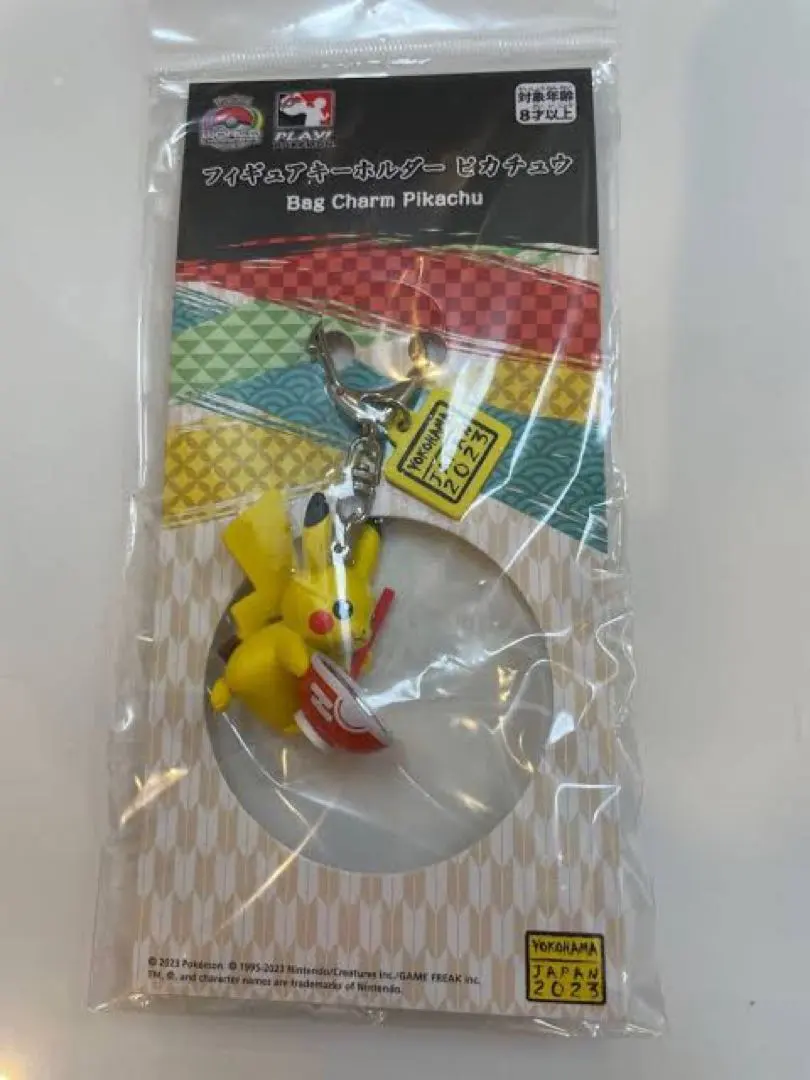 WORLD
PLAY!
POKÉMON
対象年齢
8才以上
フィギュアキーホルダー ピカチュウ
Bag Charm Pikachu
YOKOHAMA
JAPAN
2023
© 2023 Pokémon. © 1995-2023 Nintendo/Creatures Inc./GAME FREAK inc.
TM, ®, and character names are trademarks of Nintendo.
YOKOHAMA
JAPAN
2023